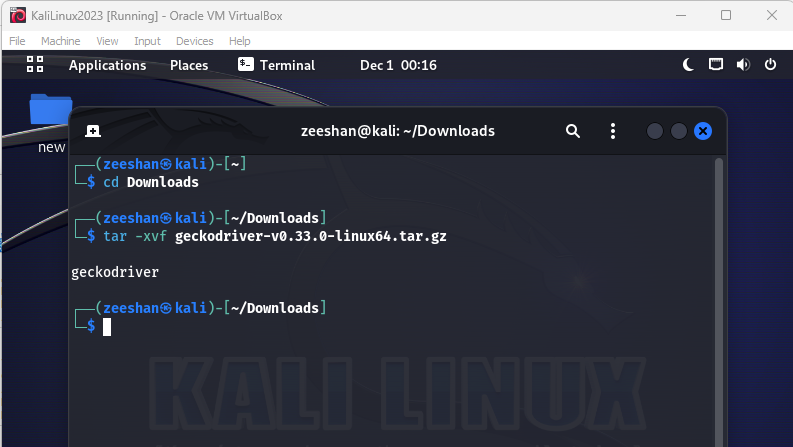 KaliLinux2023 [Running] - Oracle VM VirtualBox
File Machine View Input Devices Help
Applications Places Terminal Dec 1 00:16
new
zeeshan@kali: ~/Downloads
┌──(zeeshan㉿kali)-[~]
└─$ cd Downloads
┌──(zeeshan㉿kali)-[~/Downloads]
└─$ tar -xvf geckodriver-v0.33.0-linux64.tar.gz
geckodriver
┌──(zeeshan㉿kali)-[~/Downloads]
└─$
KALI LINUX